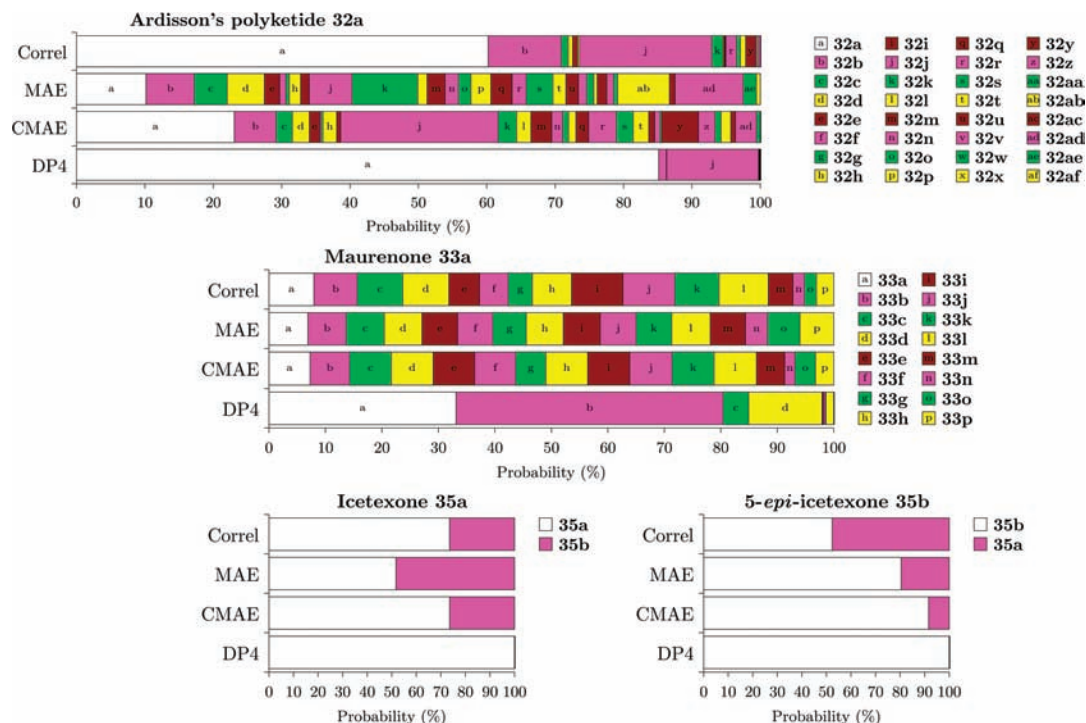 Ardisson's polyketide 32a
Correl
a b j k r y
MAE
a b c d e h j k m n o p q r s t u ab ad ae
CMAE
a b c d e h j k l m n q r s t y z ad
DP4
a j
0 10 20 30 40 50 60 70 80 90 100
Probability (%)
a 32a i 32i q 32q y 32y
b 32b j 32j r 32r z 32z
c 32c k 32k s 32s aa 32aa
d 32d l 32l t 32t ab 32ab
e 32e m 32m u 32u ac 32ac
f 32f n 32n v 32v ad 32ad
g 32g o 32o w 32w ae 32ae
h 32h p 32p x 32x af 32af
Maurenone 33a
Correl
a b c d e f g h i j k l m n o p
MAE
a b c d e f g h i j k l m n o p
CMAE
a b c d e f g h i j k l m n o p
DP4
a b c d
0 10 20 30 40 50 60 70 80 90 100
Probability (%)
a 33a i 33i
b 33b j 33j
c 33c k 33k
d 33d l 33l
e 33e m 33m
f 33f n 33n
g 33g o 33o
h 33h p 33p
Icetexone 35a
Correl
MAE
CMAE
DP4
0 10 20 30 40 50 60 70 80 90 100
Probability (%)
35a
35b
5-epi-icetexone 35b
Correl
MAE
CMAE
DP4
0 10 20 30 40 50 60 70 80 90 100
Probability (%)
35b
35a